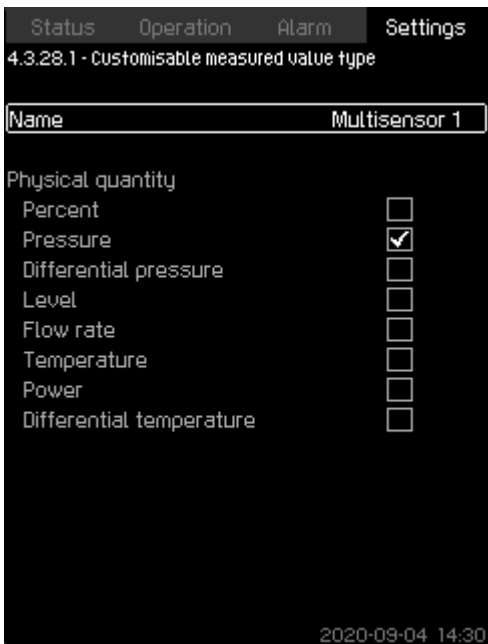 Status Operation Alarm Settings
4.3.28.1 - Customisable measured value type
Name Multisensor 1
Physical quantity
Percent
Pressure
Differential pressure
Level
Flow rate
Temperature
Power
Differential temperature
2020-09-04 14:30